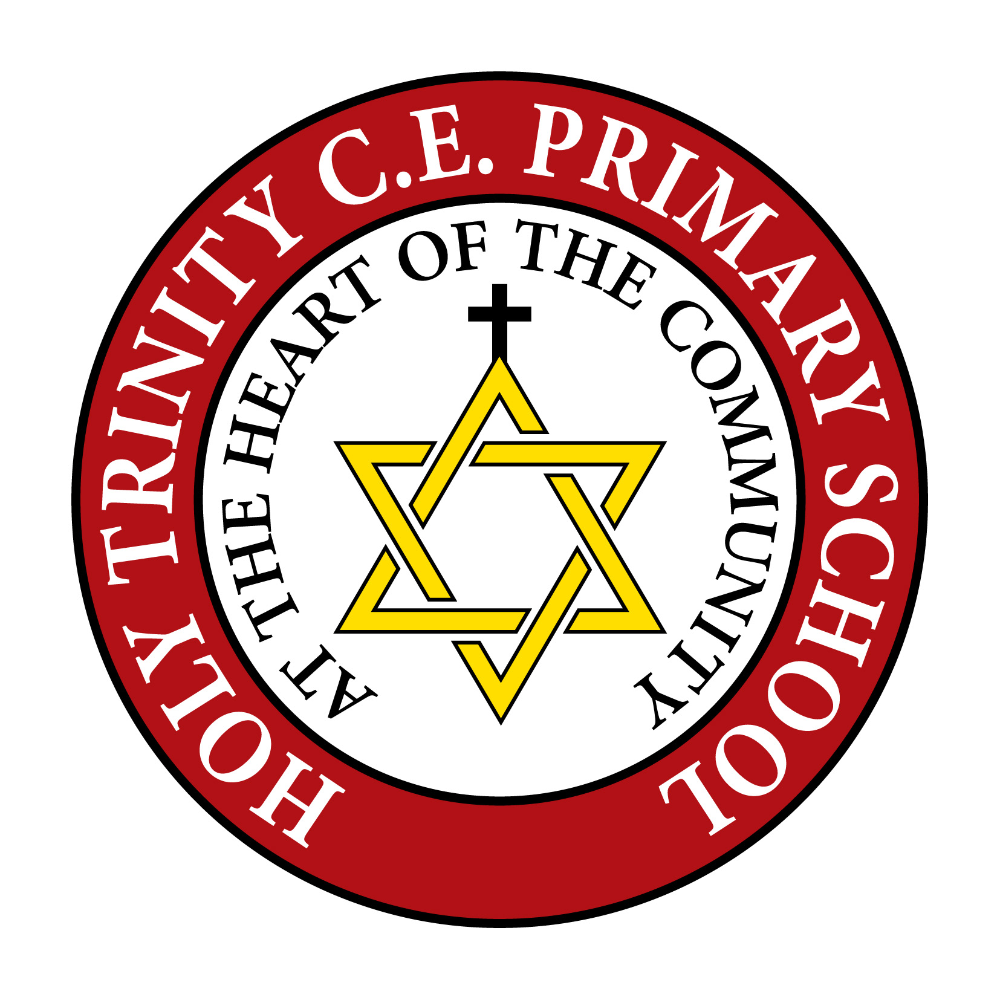 HOLY TRINITY C.E. PRIMARY SCHOOL
AT THE HEART OF THE COMMUNITY